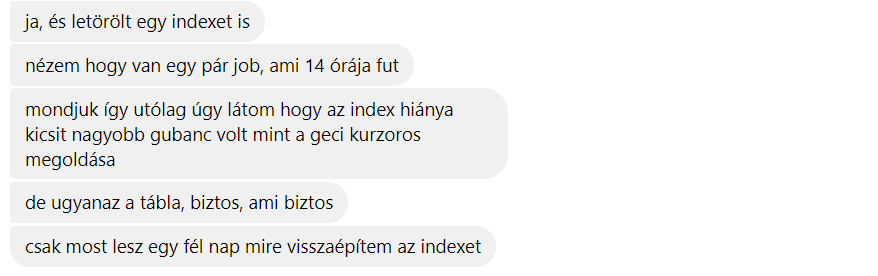 ja, és letörölt egy indexet is
nézem hogy van egy pár job, ami 14 órája fut
mondjuk így utólag úgy látom hogy az index hiánya
kicsit nagyobb gubanc volt mint a geci kurzoros
megoldása
de ugyanaz a tábla, biztos, ami biztos
csak most lesz egy fél nap mire visszaépítem az indexet